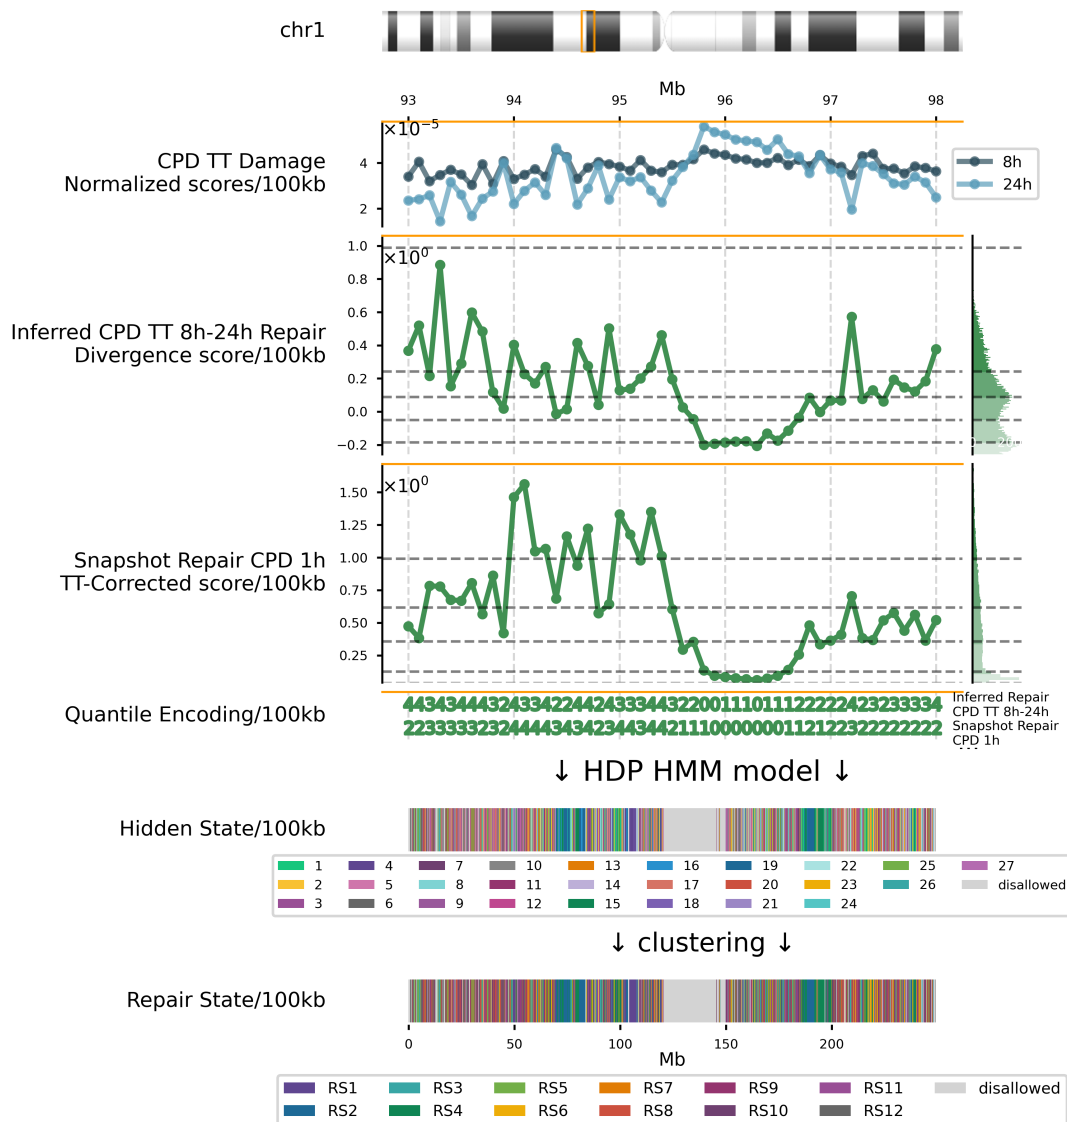 chr1
Mb
93 94 95 96 97 98
×10⁻⁵
CPD TT Damage
Normalized scores/100kb
4
2
8h
24h
1.0
×10⁰
0.8
0.6
0.4
0.2
0.0
−0.2
Inferred CPD TT 8h-24h Repair
Divergence score/100kb
×10⁰
1.50
1.25
1.00
0.75
0.50
0.25
Snapshot Repair CPD 1h
TT-Corrected score/100kb
Quantile Encoding/100kb
443434443243342244243334432200111011122222423233334
Inferred Repair
CPD TT 8h-24h
Snapshot Repair
CPD 1h
↓ HDP HMM model ↓
Hidden State/100kb
1 4 7 10 13 16 19 22 25 27
2 5 8 11 14 17 20 23 26 disallowed
3 6 9 12 15 18 21 24
↓ clustering ↓
Repair State/100kb
0 50 100 150 200
Mb
RS1 RS3 RS5 RS7 RS9 RS11 disallowed
RS2 RS4 RS6 RS8 RS10 RS12